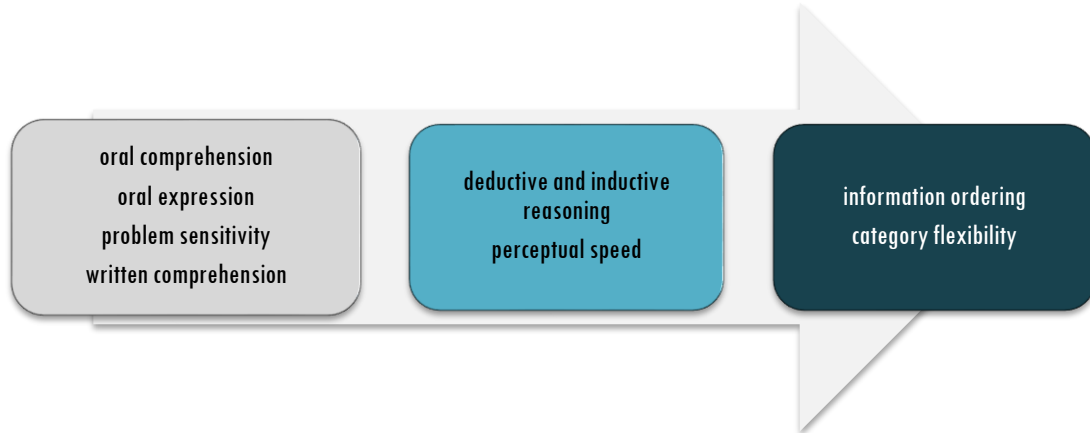 oral comprehension
oral expression
problem sensitivity
written comprehension
deductive and inductive
reasoning
perceptual speed
information ordering
category flexibility